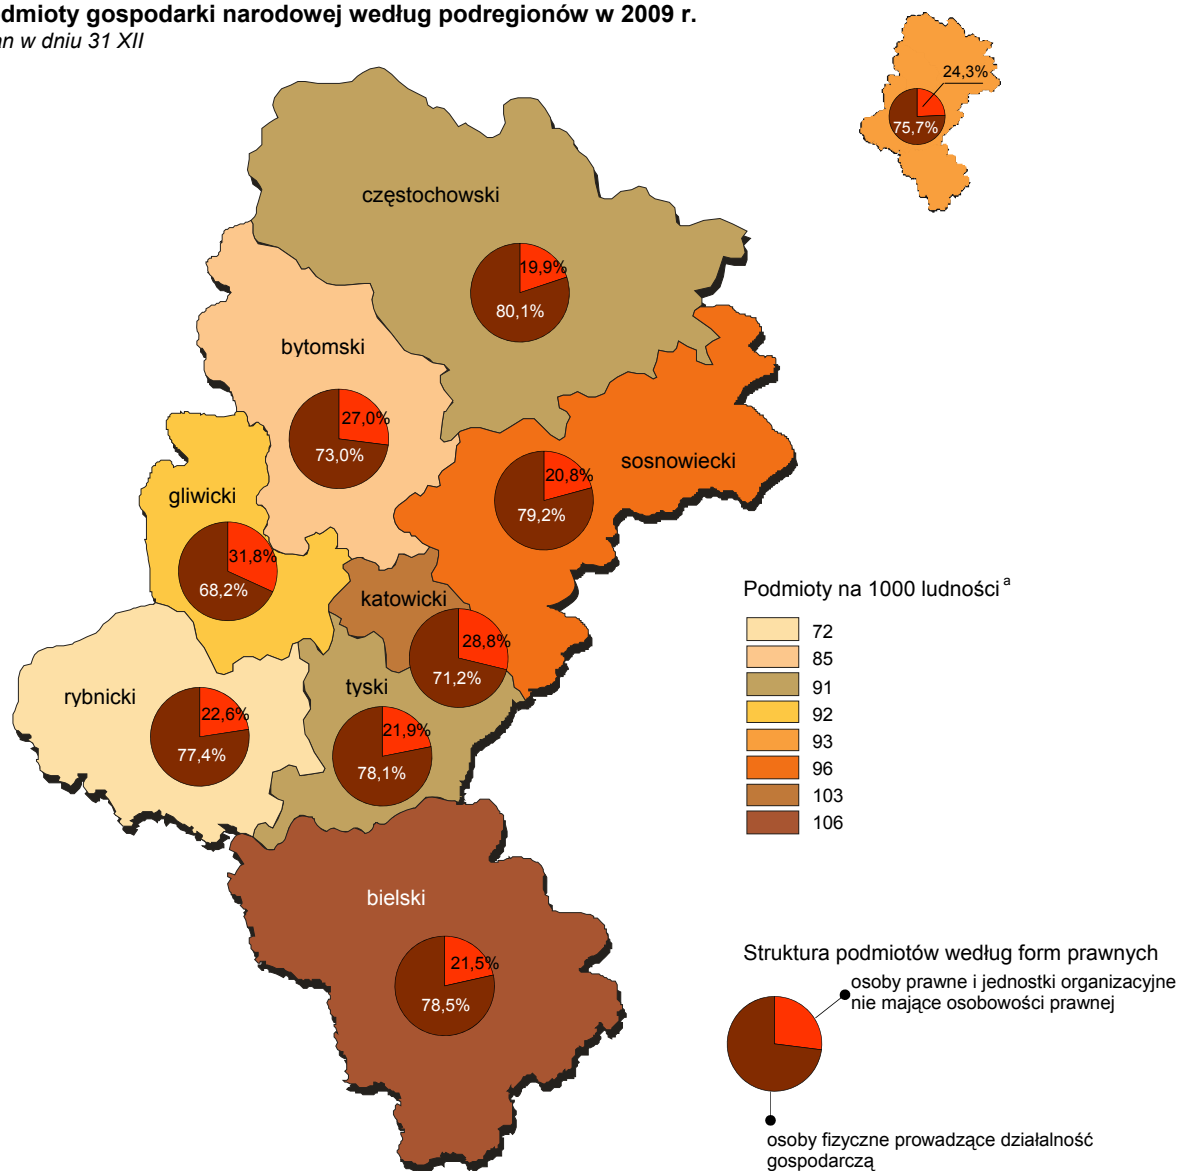 dmioty gospodarki narodowej według podregionów w 2009 r.
an w dniu 31 XII
24,3%
75,7%
częstochowski
19,9%
80,1%
bytomski
27,0%
73,0%
sosnowiecki
20,8%
79,2%
gliwicki
31,8%
68,2%
katowicki
28,8%
71,2%
rybnicki
22,6%
77,4%
tyski
21,9%
78,1%
bielski
21,5%
78,5%
Podmioty na 1000 ludności a
72
85
91
92
93
96
103
106
Struktura podmiotów według form prawnych
osoby prawne i jednostki organizacyjne
nie mające osobowości prawnej
osoby fizyczne prowadzące działalność
gospodarczą